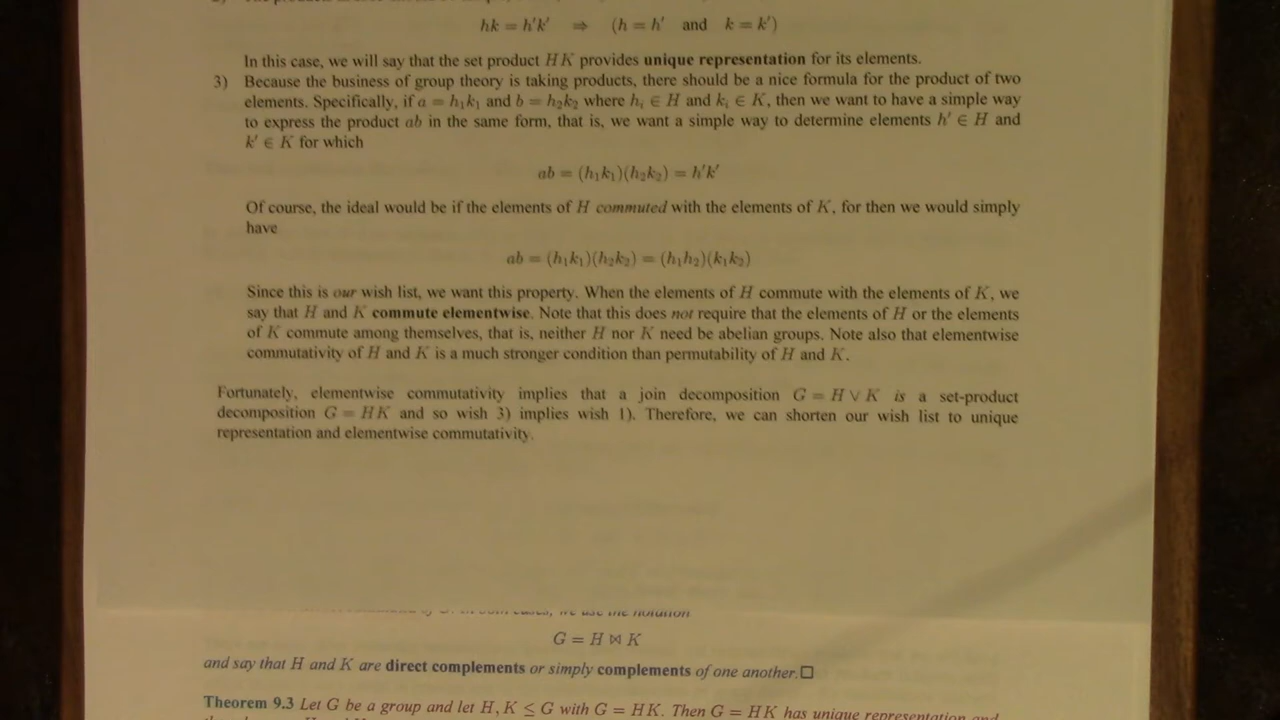 hk = h′k′ ⇒ (h = h′ and k = k′)
In this case, we will say that the set product HK provides unique representation for its elements.
3) Because the business of group theory is taking products, there should be a nice formula for the product of two
elements. Specifically, if a = h₁k₁ and b = h₂k₂ where hᵢ ∈ H and kᵢ ∈ K, then we want to have a simple way
to express the product ab in the same form, that is, we want a simple way to determine elements h′ ∈ H and
k′ ∈ K for which
ab = (h₁k₁)(h₂k₂) = h′k′
Of course, the ideal would be if the elements of H commuted with the elements of K, for then we would simply
have
ab = (h₁k₁)(h₂k₂) = (h₁h₂)(k₁k₂)
Since this is our wish list, we want this property. When the elements of H commute with the elements of K, we
say that H and K commute elementwise. Note that this does not require that the elements of H or the elements
of K commute among themselves, that is, neither H nor K need be abelian groups. Note also that elementwise
commutativity of H and K is a much stronger condition than permutability of H and K.
Fortunately, elementwise commutativity implies that a join decomposition G = H ∨ K is a set-product
decomposition G = HK and so wish 3) implies wish 1). Therefore, we can shorten our wish list to unique
representation and elementwise commutativity.
we use the notation
G = H ⋈ K
and say that H and K are direct complements or simply complements of one another.□
Theorem 9.3 Let G be a group and let H, K ≤ G with G = HK. Then G = HK has unique representation and